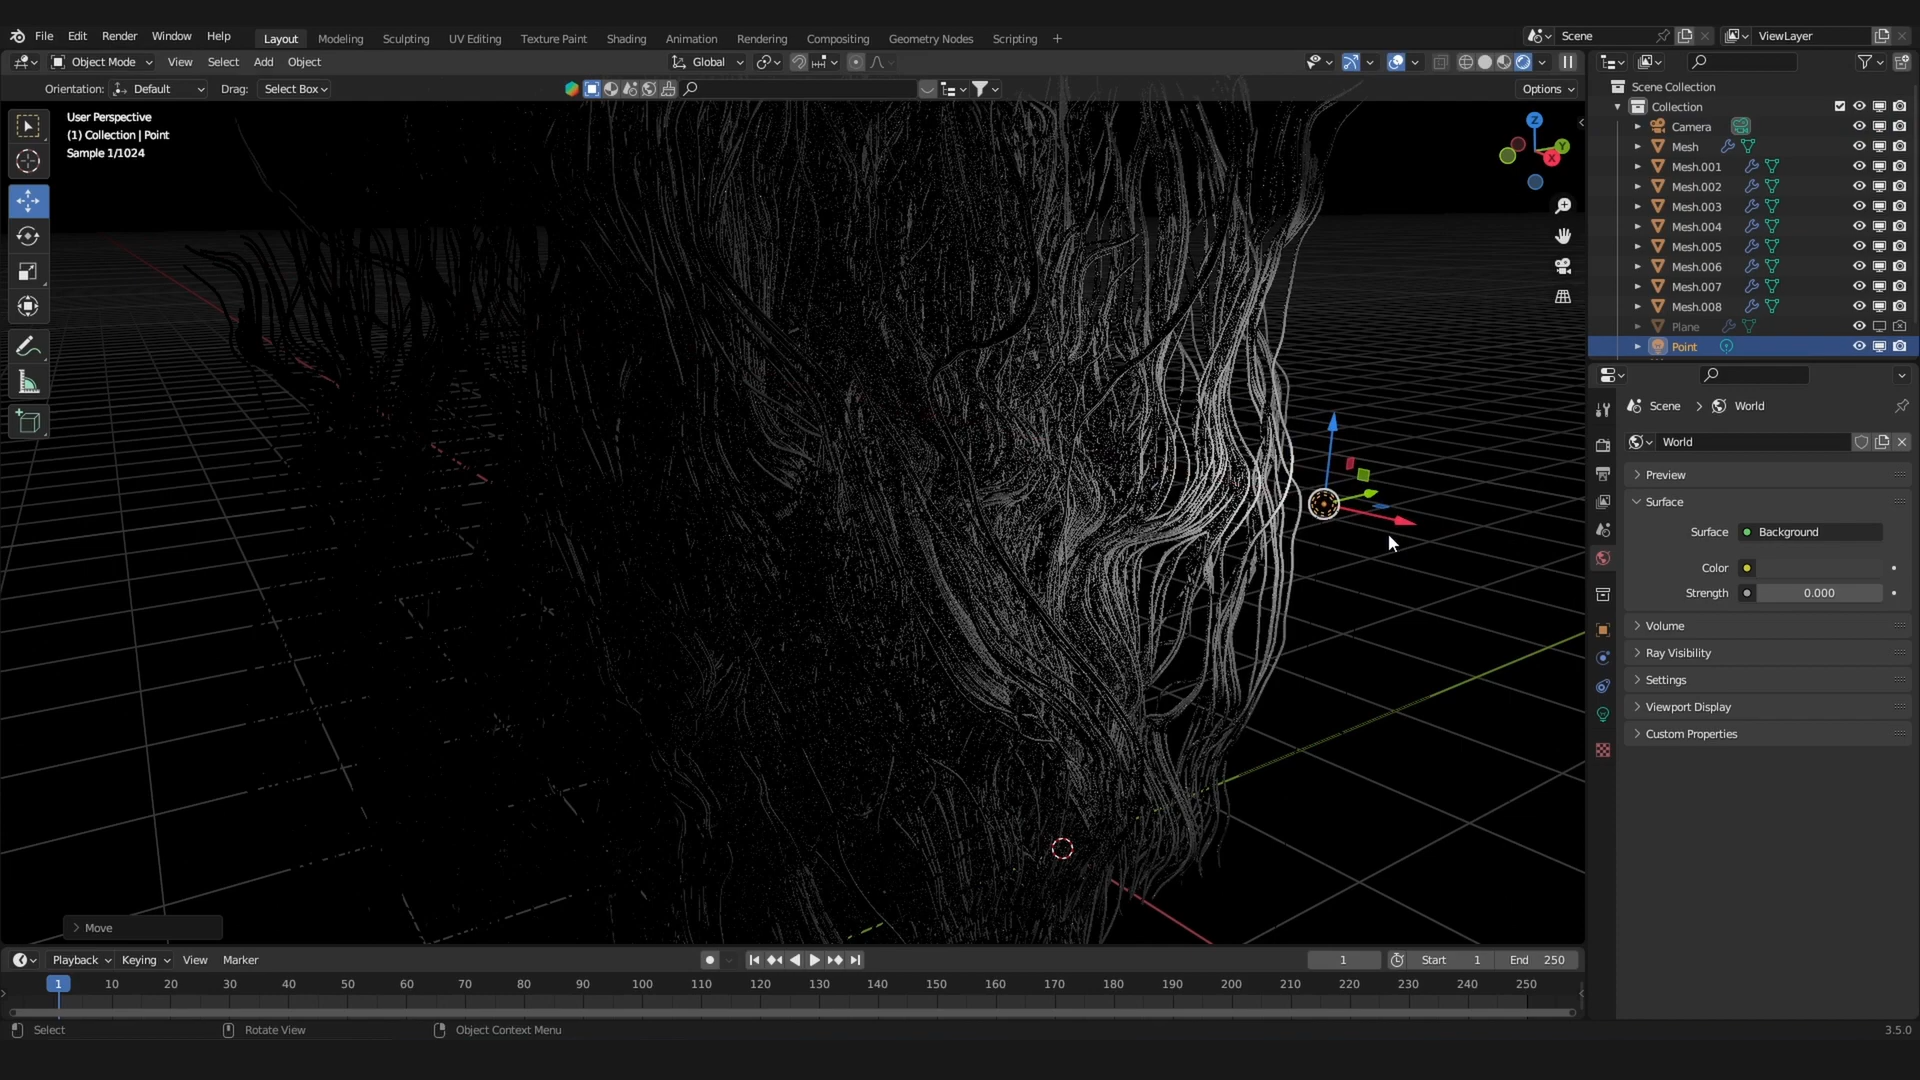 File Edit Render Window Help Layout Modeling Sculpting UV Editing Texture Paint Shading Animation Rendering Compositing Geometry Nodes Scripting + Scene ViewLayer
Object Mode View Select Add Object Global
Orientation: Default Drag: Select Box Options
User Perspective
(1) Collection | Point
Sample 1/1024
Z
Y
X
Move
Scene Collection
Collection
Camera
Mesh
Mesh.001
Mesh.002
Mesh.003
Mesh.004
Mesh.005
Mesh.006
Mesh.007
Mesh.008
Plane
Point
Scene > World
World
Preview
Surface
Surface Background
Color
Strength 0.000
Volume
Ray Visibility
Settings
Viewport Display
Custom Properties
Playback Keying View Marker 1 Start 1 End 250
1 10 20 30 40 50 60 70 80 90 100 110 120 130 140 150 160 170 180 190 200 210 220 230 240 250
Select Rotate View Object Context Menu 3.5.0